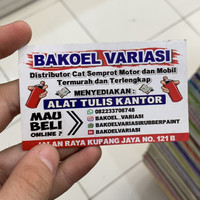 BAKOEL VARIASI
Distributor Cat Semprot Motor dan Mobil
Termurah dan Terlengkap
MENYEDIAKAN :
ALAT TULIS KANTOR
MAU
BELI
ONLINE ?
082233706748
BAKOEL_VARIASI
BAKOELVARIASIRUBBERPAINT
BAKOELVARIASI
JALAN RAYA KUPANG JAYA NO. 121 B